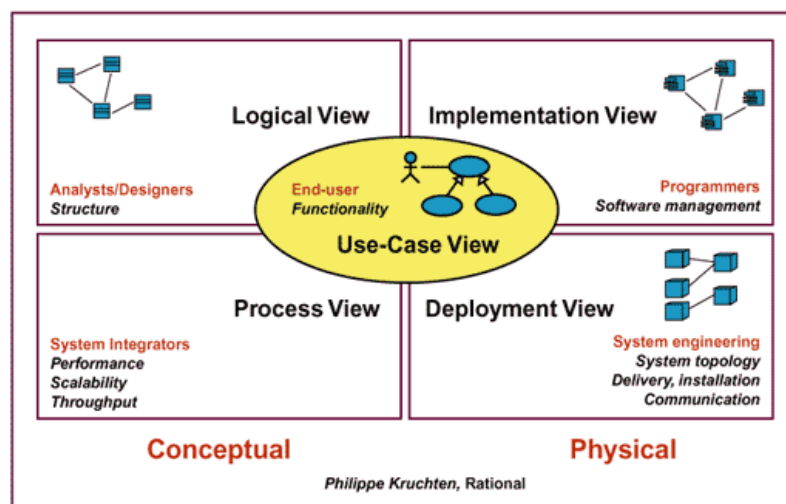 Logical View
Analysts/Designers
Structure
Implementation View
Programmers
Software management
End-user
Functionality
Use-Case View
Process View
System Integrators
Performance
Scalability
Throughput
Deployment View
System engineering
System topology
Delivery, installation
Communication
Conceptual
Physical
Philippe Kruchten, Rational